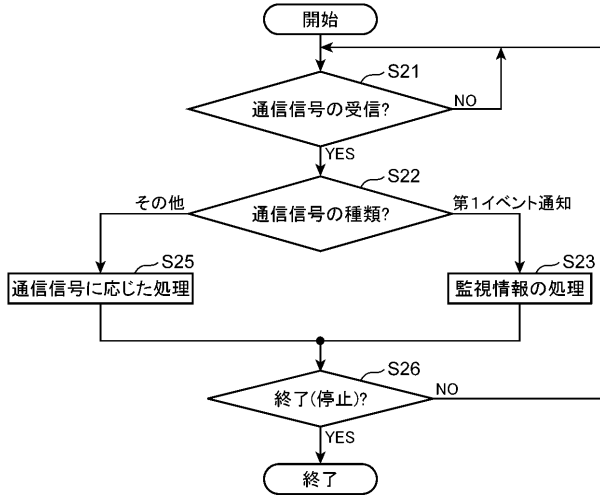 開始
S21
通信信号の受信?
NO
YES
S22
通信信号の種類?
その他
第1イベント通知
S25
通信信号に応じた処理
S23
監視情報の処理
S26
終了(停止)?
NO
YES
終了